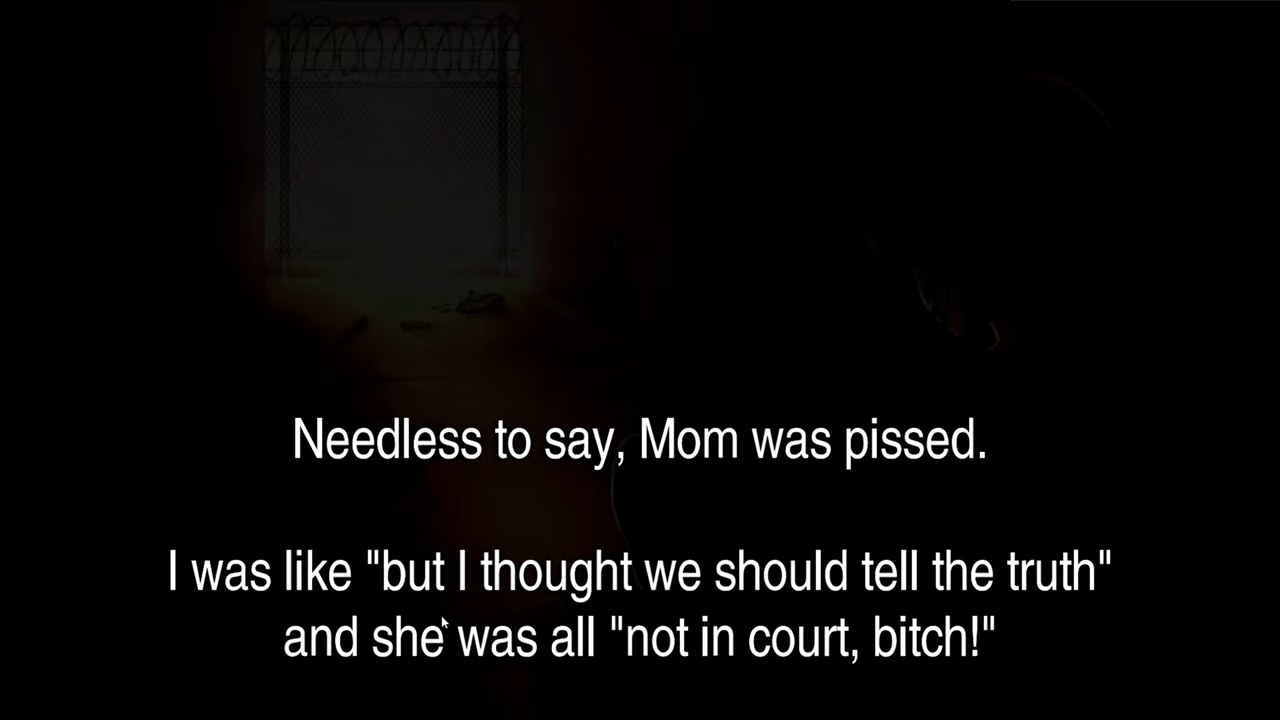 Needless to say, Mom was pissed.
I was like "but I thought we should tell the truth"
and she was all "not in court, bitch!"